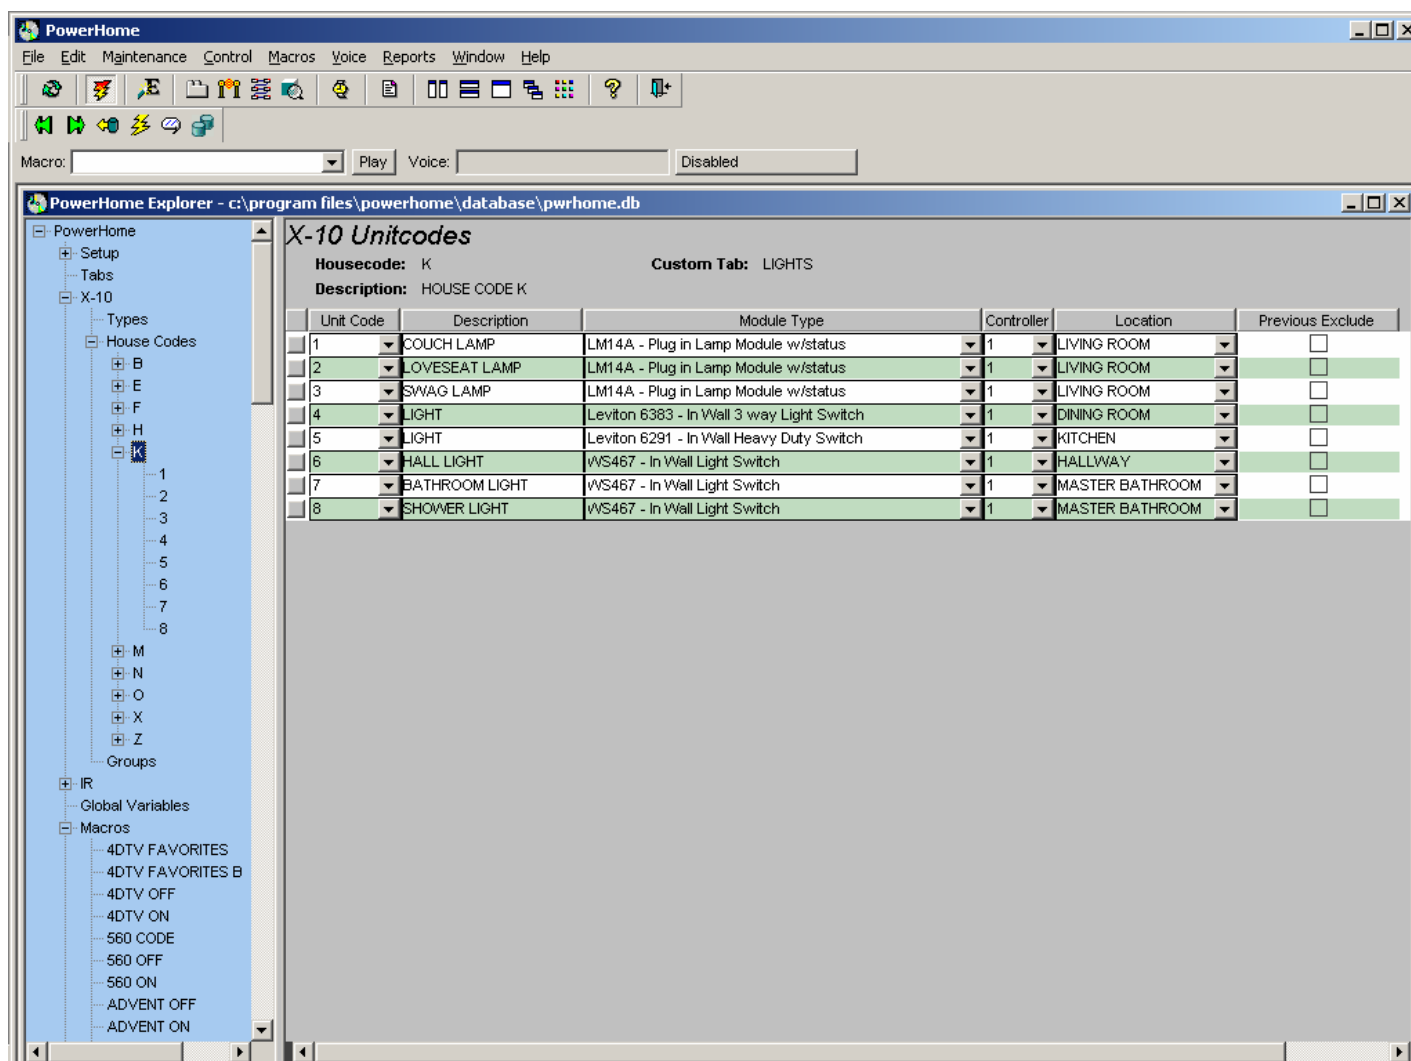 PowerHome
File Edit Maintenance Control Macros Voice Reports Window Help
Macro: Play Voice: Disabled
PowerHome Explorer - c:\program files\powerhome\database\pwrhome.db
PowerHome
Setup
Tabs
X-10
Types
House Codes
B
E
F
H
K
1
2
3
4
5
6
7
8
M
N
O
X
Z
Groups
IR
Global Variables
Macros
4DTV FAVORITES
4DTV FAVORITES B
4DTV OFF
4DTV ON
560 CODE
560 OFF
560 ON
ADVENT OFF
ADVENT ON
X-10 Unitcodes
Housecode: K Custom Tab: LIGHTS
Description: HOUSE CODE K
Unit Code Description Module Type Controller Location Previous Exclude
1 COUCH LAMP LM14A - Plug in Lamp Module w/status 1 LIVING ROOM
2 LOVESEAT LAMP LM14A - Plug in Lamp Module w/status 1 LIVING ROOM
3 SWAG LAMP LM14A - Plug in Lamp Module w/status 1 LIVING ROOM
4 LIGHT Leviton 6383 - In Wall 3 way Light Switch 1 DINING ROOM
5 LIGHT Leviton 6291 - In Wall Heavy Duty Switch 1 KITCHEN
6 HALL LIGHT WS467 - In Wall Light Switch 1 HALLWAY
7 BATHROOM LIGHT WS467 - In Wall Light Switch 1 MASTER BATHROOM
8 SHOWER LIGHT WS467 - In Wall Light Switch 1 MASTER BATHROOM